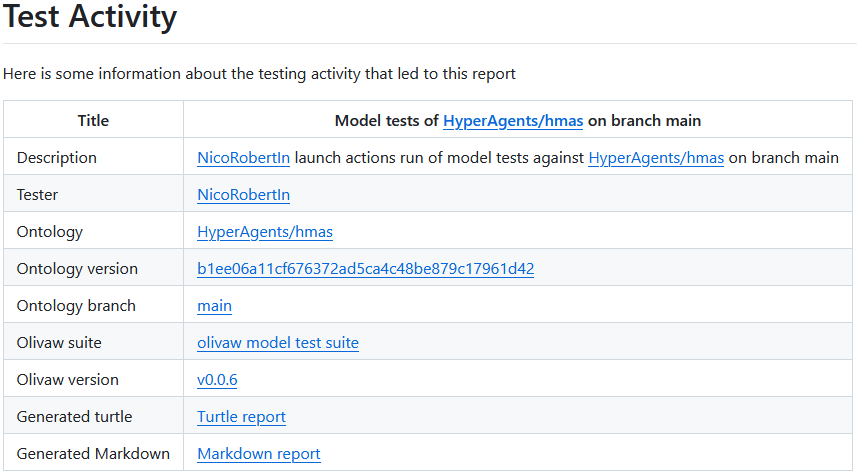 Test Activity
Here is some information about the testing activity that led to this report
Title Model tests of HyperAgents/hmas on branch main
Description NicoRobertIn launch actions run of model tests against HyperAgents/hmas on branch main
Tester NicoRobertIn
Ontology HyperAgents/hmas
Ontology version b1ee06a11cf676372ad5ca4c48be879c17961d42
Ontology branch main
Olivaw suite olivaw model test suite
Olivaw version v0.0.6
Generated turtle Turtle report
Generated Markdown Markdown report